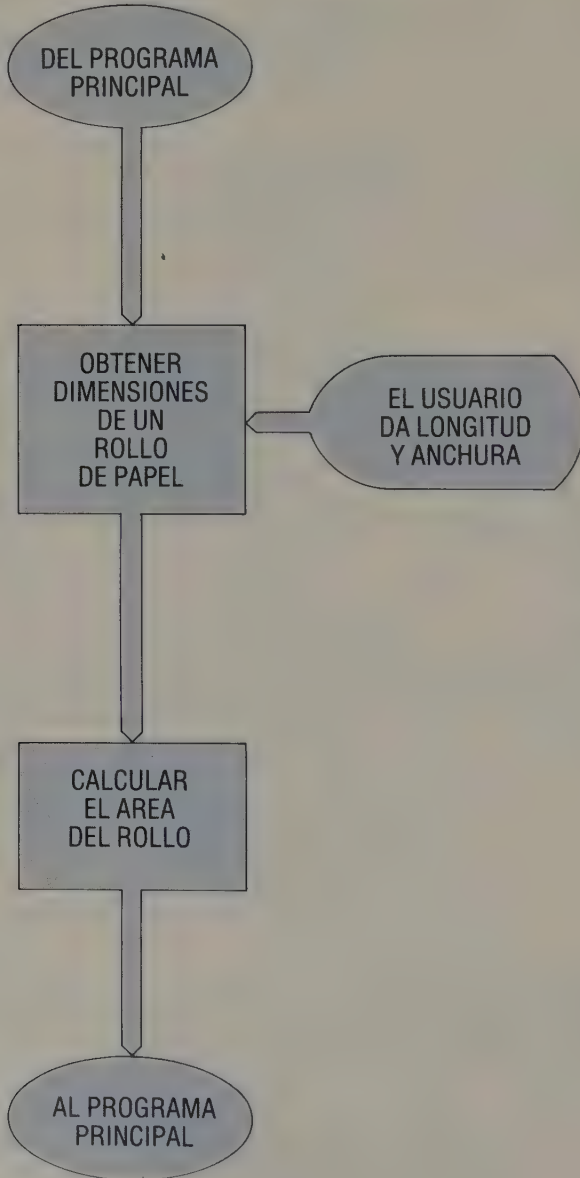 DEL PROGRAMA
PRINCIPAL
OBTENER
DIMENSIONES
DE UN
ROLLO
DE PAPEL
EL USUARIO
DA LONGITUD
Y ANCHURA
CALCULAR
EL AREA
DEL ROLLO
AL PROGRAMA
PRINCIPAL